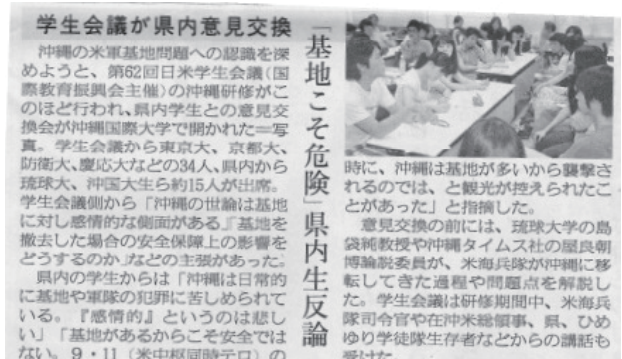 学生会議が県内意見交換
「基地こそ危険」県内生反論
沖縄の米軍基地問題への認識を深
めようと、第62回日米学生会議(国
際教育振興会主催)の沖縄研修がこ
のほど行われ、県内学生との意見交
換会が沖縄国際大学で開かれた=写
真。学生会議から東京大、京都大、
防衛大、慶応大などの34人、県内から
琉球大、沖国大生ら約15人が出席。
学生会議側から「沖縄の世論は基地
に対し感情的な側面がある」「基地を
撤去した場合の安全保障上の影響を
どうするのか」などの主張があった。
県内の学生からは「沖縄は日常的
に基地や軍隊の犯罪に苦しめられて
いる。『感情的』というのは悲し
い」「基地があるからこそ安全では
ない。9・11(米中枢同時テロ)の
時に、沖縄は基地が多いから襲撃さ
れるのでは、と観光が控えられたこ
とがあった」と指摘した。
意見交換の前には、琉球大学の島
袋純教授や沖縄タイムス社の屋良朝
博論説委員が、米海兵隊が沖縄に移
転してきた過程や問題点を解説し
た。学生会議は研修期間中、米海兵
隊司令官や在沖米総領事、県、ひめ
ゆり学徒隊生存者などからの講話も
受けた